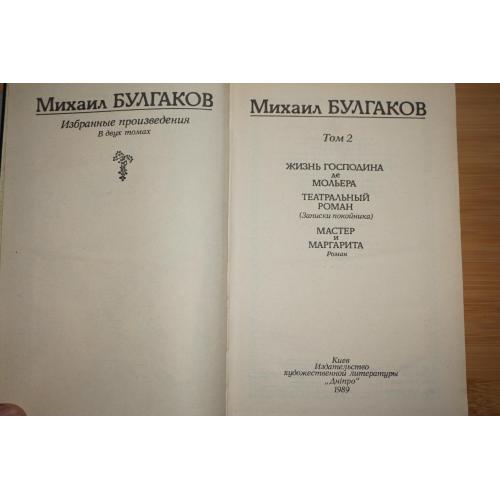 Михаил БУЛГАКОВ
Избранные произведения
В двух томах
Михаил БУЛГАКОВ
Том 2
ЖИЗНЬ ГОСПОДИНА
де
МОЛЬЕРА
ТЕАТРАЛЬНЫЙ
РОМАН
(Записки покойника)
МАСТЕР
и
МАРГАРИТА
Роман
Киев
Издательство
художественной литературы
„Дніпро"
1989